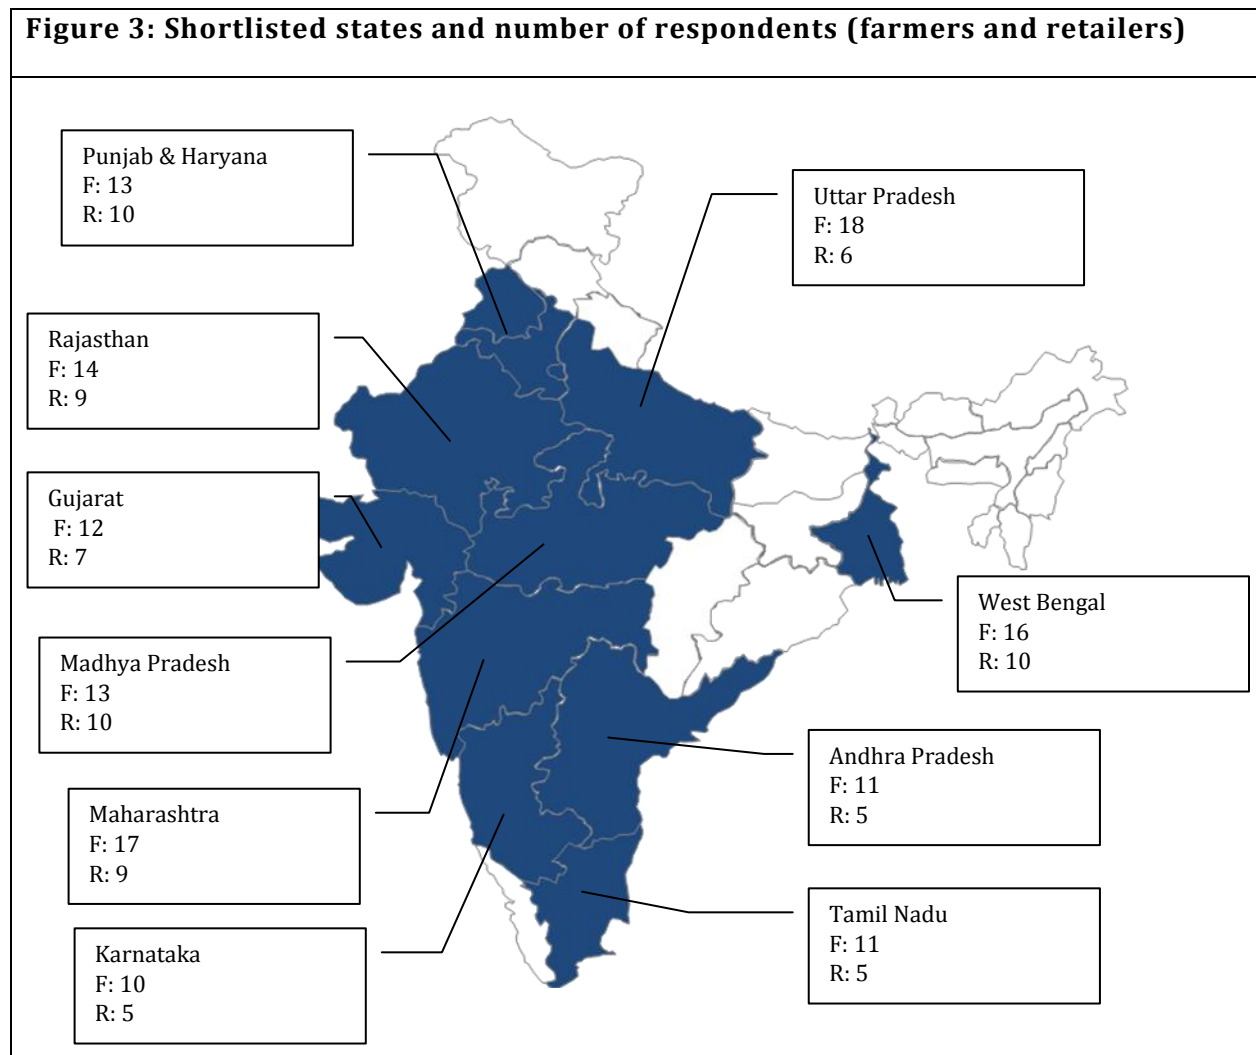 Figure 3: Shortlisted states and number of respondents (farmers and retailers)
Punjab & Haryana
F: 13
R: 10
Uttar Pradesh
F: 18
R: 6
Rajasthan
F: 14
R: 9
Gujarat
F: 12
R: 7
West Bengal
F: 16
R: 10
Madhya Pradesh
F: 13
R: 10
Andhra Pradesh
F: 11
R: 5
Maharashtra
F: 17
R: 9
Tamil Nadu
F: 11
R: 5
Karnataka
F: 10
R: 5